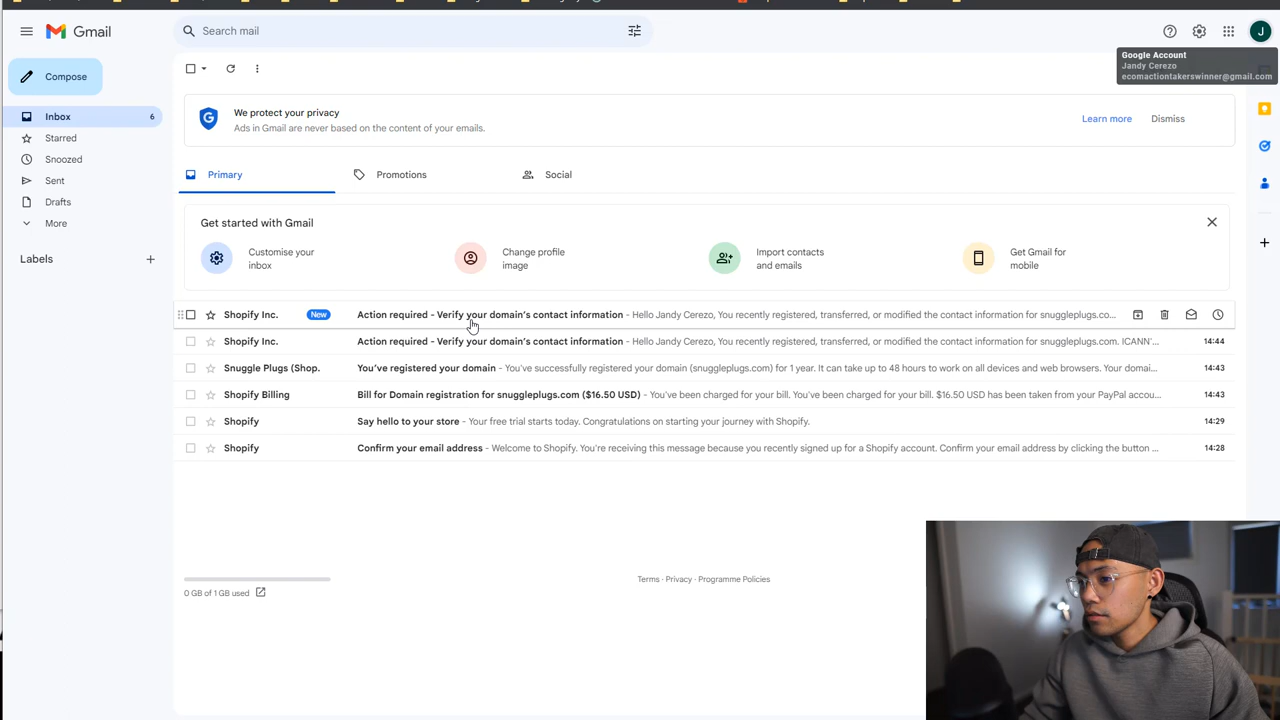 Gmail
Search mail
Google Account
Jandy Cerezo
ecomactiontakerswinner@gmail.com
J
Compose
Inbox 6
Starred
Snoozed
Sent
Drafts
More
Labels
We protect your privacy
Ads in Gmail are never based on the content of your emails.
Learn more Dismiss
Primary Promotions Social
Get started with Gmail
Customise your inbox
Change profile image
Import contacts and emails
Get Gmail for mobile
Shopify Inc. New Action required - Verify your domain's contact information - Hello Jandy Cerezo, You recently registered, transferred, or modified the contact information for snuggleplugs.co...
Shopify Inc. Action required - Verify your domain's contact information - Hello Jandy Cerezo, You recently registered, transferred, or modified the contact information for snuggleplugs.com. ICANN'... 14:44
Snuggle Plugs (Shop. You've registered your domain - You've successfully registered your domain (snuggleplugs.com) for 1 year. It can take up to 48 hours to work on all devices and web browsers. Your domai... 14:43
Shopify Billing Bill for Domain registration for snuggleplugs.com ($16.50 USD) - You've been charged for your bill. You've been charged for your bill. $16.50 USD has been taken from your PayPal accou... 14:43
Shopify Say hello to your store - Your free trial starts today. Congratulations on starting your journey with Shopify. 14:29
Shopify Confirm your email address - Welcome to Shopify. You're receiving this message because you recently signed up for a Shopify account. Confirm your email address by clicking the button ... 14:28
Terms · Privacy · Programme Policies
0 GB of 1 GB used